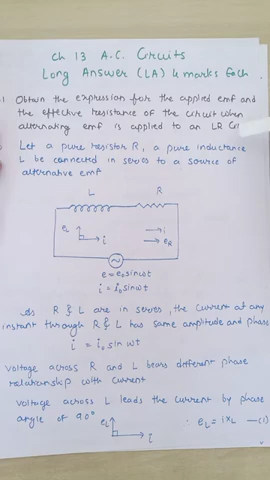 Ch 13 A.C. Circuits
Long Answer (LA) 4 marks Each
Obtain the expression for the applied emf and
the effective resistance of the circuit when
alternating emf is applied to an LR
Let a pure resistor R, a pure inductance
L be connected in series to a source of
alternative emf
L R
eL i → i → eR
e = e₀ sin ωt
i = i₀ sin ωt
As R & L are in series, the current at any
instant through R & L has same amplitude and phase
i = i₀ sin ωt
Voltage across R and L bears different phase
relationship with current
Voltage across L leads the current by phase
angle of 90° eL i ∴ eL = iXL —(1)